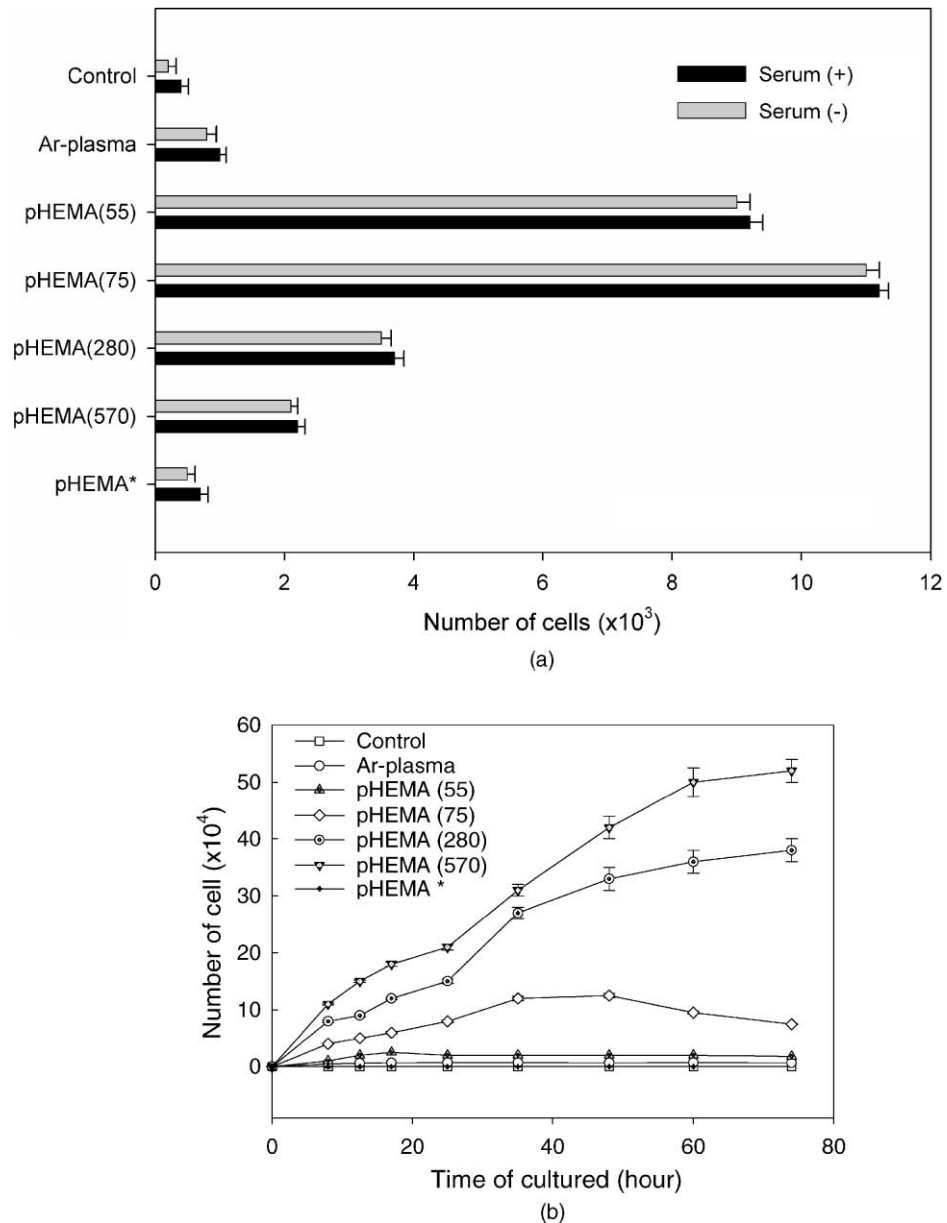 (a)
Control
Ar-plasma
pHEMA(55)
pHEMA(75)
pHEMA(280)
pHEMA(570)
pHEMA*
Serum (+)
Serum (-)
0 2 4 6 8 10 12
Number of cells (x10³)
(a)
60
50
40
30
20
10
0
Number of cell (x10⁴)
Control
Ar-plasma
pHEMA (55)
pHEMA (75)
pHEMA (280)
pHEMA (570)
pHEMA *
0 20 40 60 80
Time of cultured (hour)
(b)